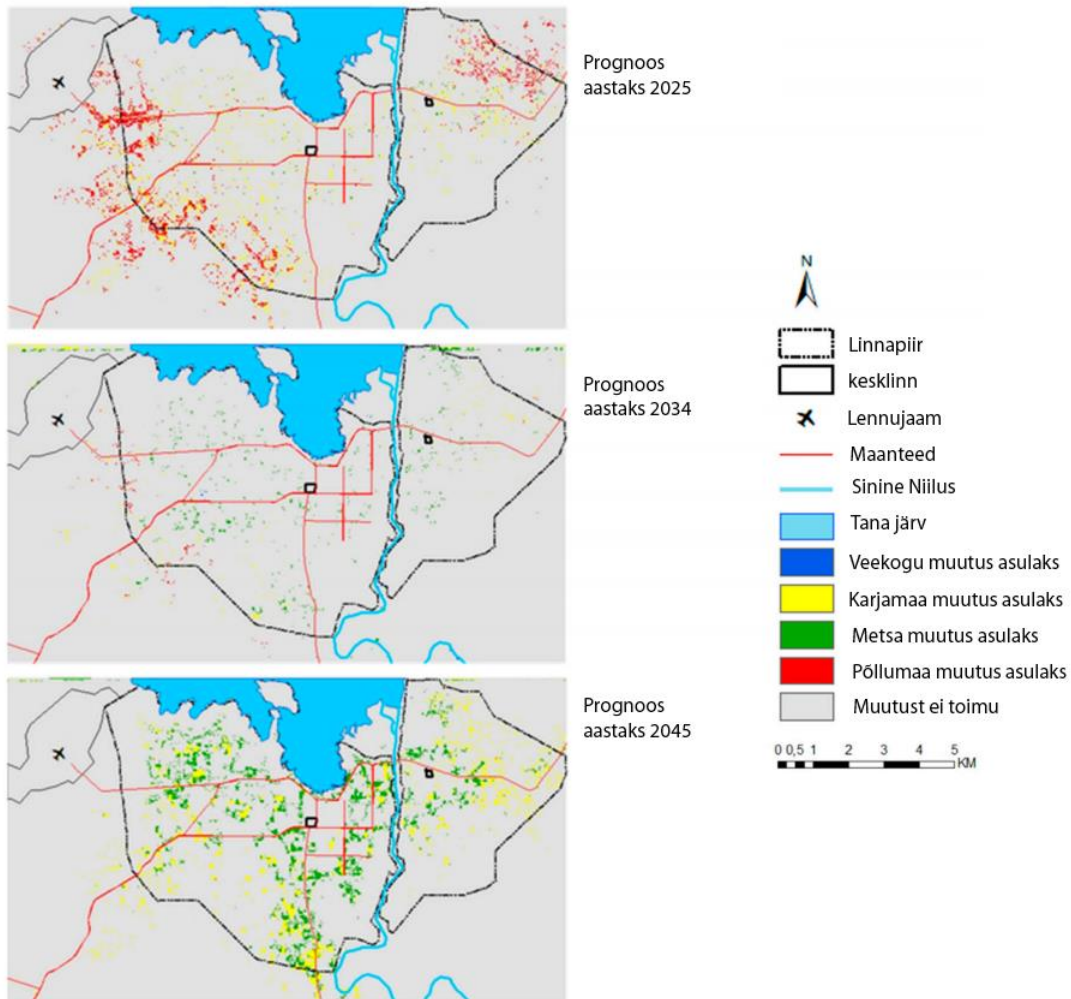 Prognoos
aastaks 2025
Prognoos
aastaks 2034
Prognoos
aastaks 2045
N
Linnapiir
kesklinn
Lennujaam
Maanteed
Sinine Niilus
Tana järv
Veekogu muutus asulaks
Karjamaa muutus asulaks
Metsa muutus asulaks
Põllumaa muutus asulaks
Muutust ei toimu
0 0,5 1 2 3 4 5
KM